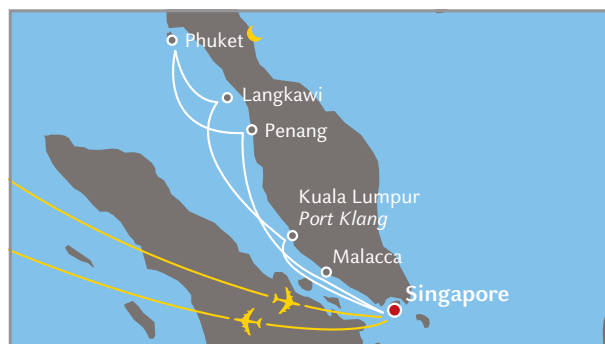 Phuket
Langkawi
Penang
Kuala Lumpur
Port Klang
Malacca
Singapore